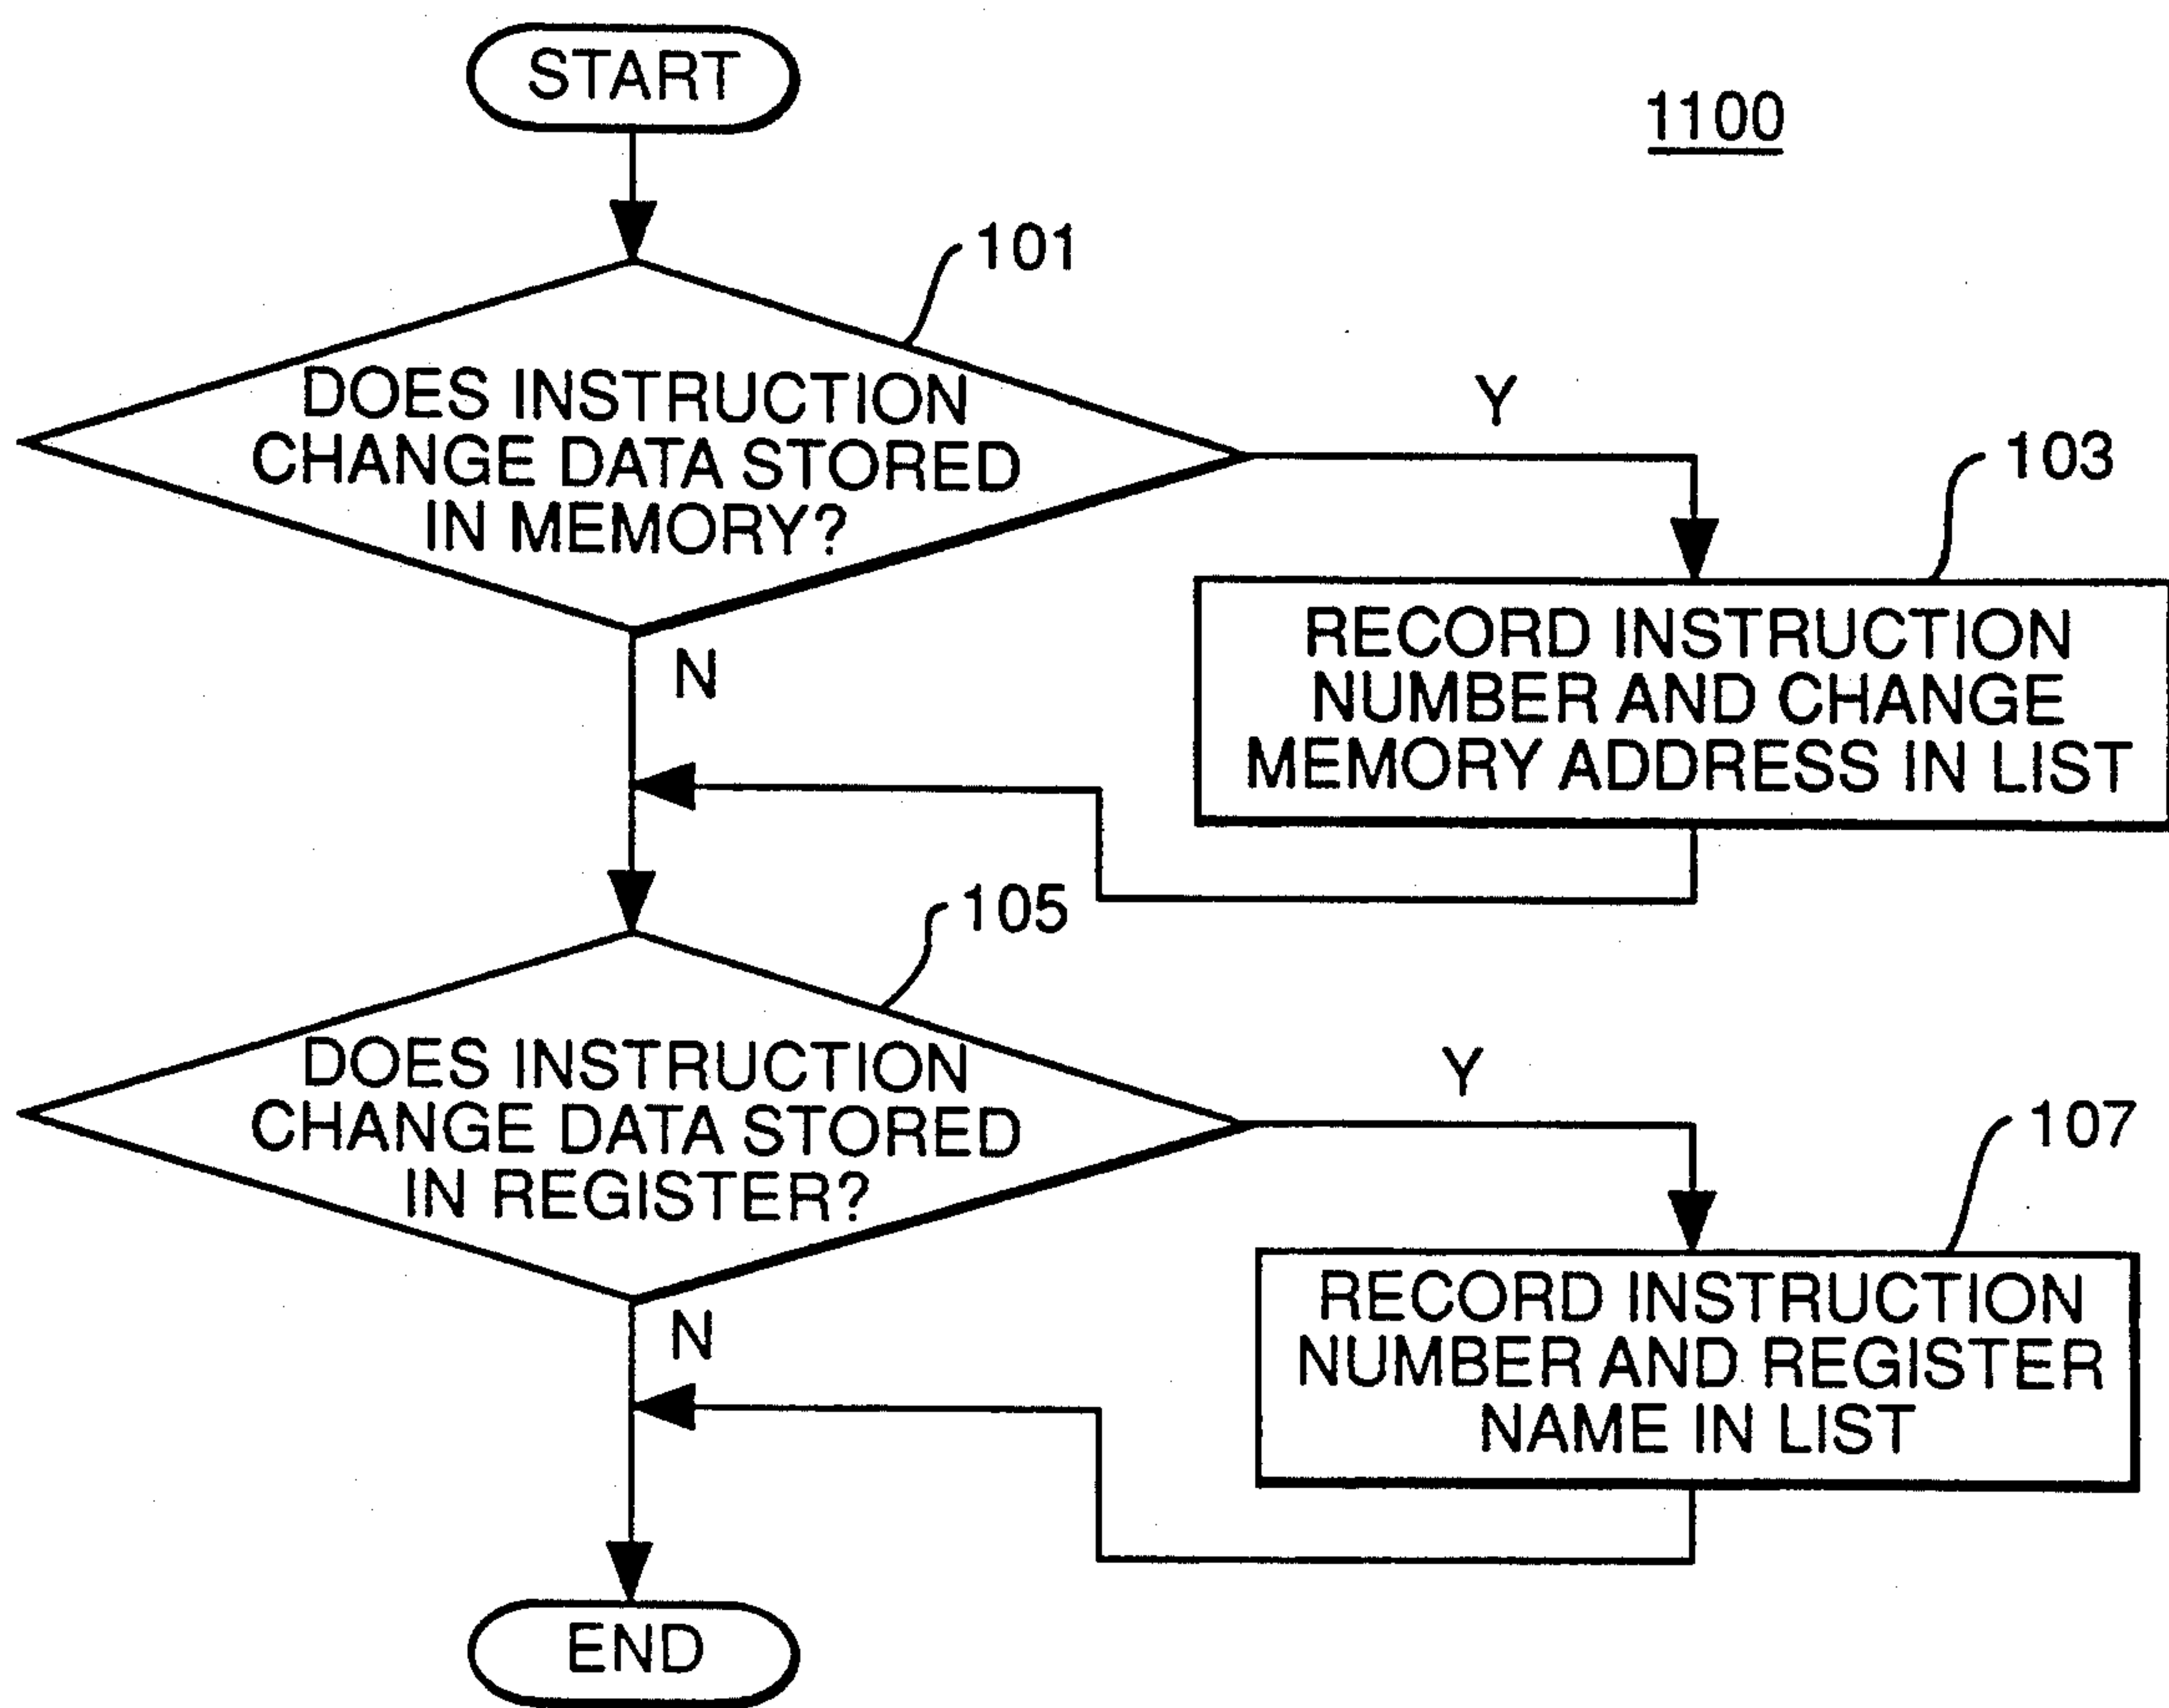 START
1100
101
DOES INSTRUCTION
CHANGE DATA STORED
IN MEMORY?
Y
103
N
RECORD INSTRUCTION
NUMBER AND CHANGE
MEMORY ADDRESS IN LIST
105
DOES INSTRUCTION
CHANGE DATA STORED
IN REGISTER?
Y
107
N
RECORD INSTRUCTION
NUMBER AND REGISTER
NAME IN LIST
END